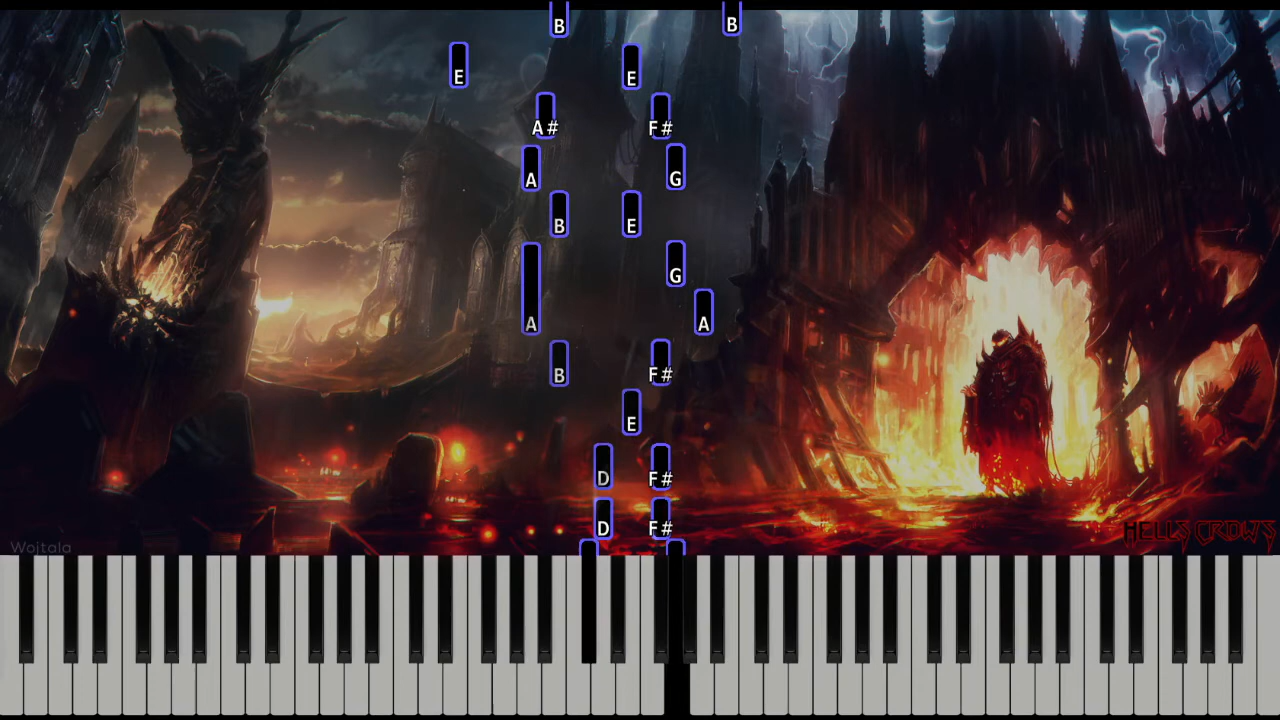 B B
E E
A# F#
A G
B E
G
A A
B F#
E
D F#
D F#
HELLS CROWS
Wojtala